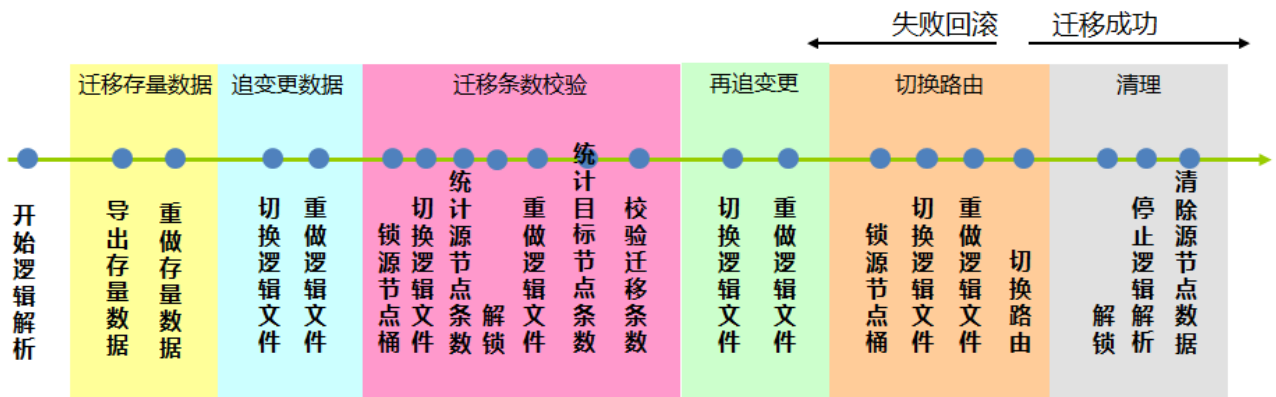 失败回滚
迁移成功
迁移存量数据
追变更数据
迁移条数校验
再追变更
切换路由
清理
开始逻辑解析
导出存量数据
重做存量数据
切换逻辑文件
重做逻辑文件
锁源节点桶
切换逻辑文件
统计源节点条数
解锁
重做逻辑文件
统计目标节点条数
校验迁移条数
切换逻辑文件
重做逻辑文件
锁源节点桶
切换逻辑文件
重做逻辑文件
切换路由
解锁
停止逻辑解析
清除源节点数据